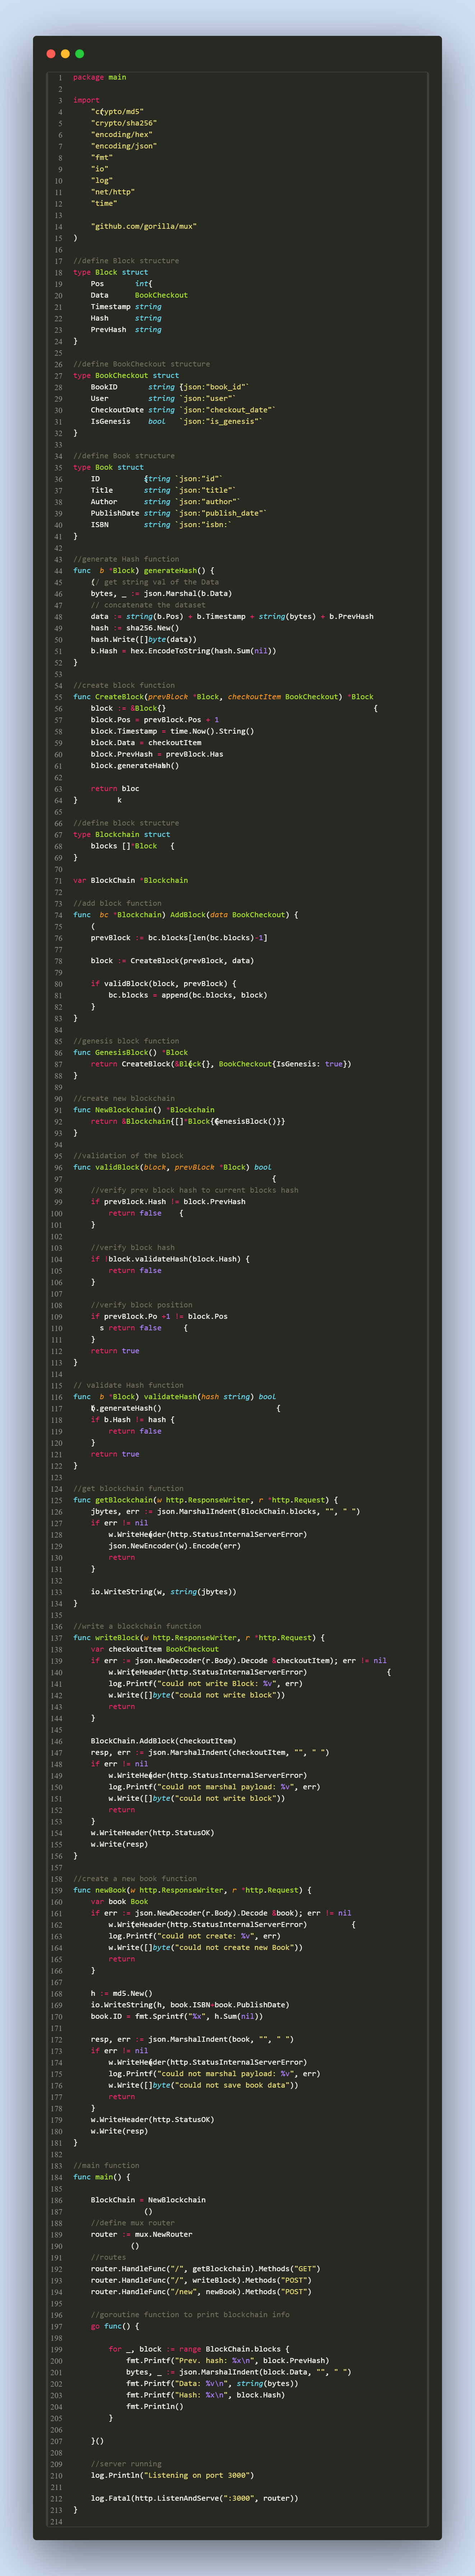 1 package main
2
3 import
4 "crypto/md5"
5 "crypto/sha256"
6 "encoding/hex"
7 "encoding/json"
8 "fmt"
9 "io"
10 "log"
11 "net/http"
12 "time"
13
14 "github.com/gorilla/mux"
15 )
16
17 //define Block structure
18 type Block struct
19 Pos int{
20 Data BookCheckout
21 Timestamp string
22 Hash string
23 PrevHash string
24 }
25
26 //define BookCheckout structure
27 type BookCheckout struct
28 BookID string {json:"book_id"`
29 User string `json:"user"`
30 CheckoutDate string `json:"checkout_date"`
31 IsGenesis bool `json:"is_genesis"`
32 }
33
34 //define Book structure
35 type Book struct
36 ID string `json:"id"`
37 Title string `json:"title"`
38 Author string `json:"author"`
39 PublishDate string `json:"publish_date"`
40 ISBN string `json:"isbn:`
41 }
42
43 //generate Hash function
44 func b *Block) generateHash() {
45 (/ get string val of the Data
46 bytes, _ := json.Marshal(b.Data)
47 // concatenate the dataset
48 data := string(b.Pos) + b.Timestamp + string(bytes) + b.PrevHash
49 hash := sha256.New()
50 hash.Write([]byte(data))
51 b.Hash = hex.EncodeToString(hash.Sum(nil))
52 }
53
54 //create block function
55 func CreateBlock(prevBlock *Block, checkoutItem BookCheckout) *Block
56 block := &Block{} {
57 block.Pos = prevBlock.Pos + 1
58 block.Timestamp = time.Now().String()
59 block.Data = checkoutItem
60 block.PrevHash = prevBlock.Has
61 block.generateHash()
62
63 return bloc
64 } k
65
66 //define block structure
67 type Blockchain struct
68 blocks []*Block {
69 }
70
71 var BlockChain *Blockchain
72
73 //add block function
74 func bc *Blockchain) AddBlock(data BookCheckout) {
75 (
76 prevBlock := bc.blocks[len(bc.blocks)-1]
77
78 block := CreateBlock(prevBlock, data)
79
80 if validBlock(block, prevBlock) {
81 bc.blocks = append(bc.blocks, block)
82 }
83 }
84
85 //genesis block function
86 func GenesisBlock() *Block
87 return CreateBlock(&Block{}, BookCheckout{IsGenesis: true})
88 }
89
90 //create new blockchain
91 func NewBlockchain() *Blockchain
92 return &Blockchain{[]*Block{GenesisBlock()}}
93 }
94
95 //validation of the block
96 func validBlock(block, prevBlock *Block) bool
97 {
98 //verify prev block hash to current blocks hash
99 if prevBlock.Hash != block.PrevHash
100 return false {
101 }
102
103 //verify block hash
104 if !block.validateHash(block.Hash) {
105 return false
106 }
107
108 //verify block position
109 if prevBlock.Po +1 != block.Pos
110 s return false {
111 }
112 return true
113 }
114
115 // validate Hash function
116 func b *Block) validateHash(hash string) bool
117 b.generateHash() {
118 if b.Hash != hash {
119 return false
120 }
121 return true
122 }
123
124 //get blockchain function
125 func getBlockchain(w http.ResponseWriter, r *http.Request) {
126 jbytes, err := json.MarshalIndent(BlockChain.blocks, "", " ")
127 if err != nil
128 w.WriteHeader(http.StatusInternalServerError)
129 json.NewEncoder(w).Encode(err)
130 return
131 }
132
133 io.WriteString(w, string(jbytes))
134 }
135
136 //write a blockchain function
137 func writeBlock(w http.ResponseWriter, r *http.Request) {
138 var checkoutItem BookCheckout
139 if err := json.NewDecoder(r.Body).Decode &checkoutItem); err != nil
140 w.WriteHeader(http.StatusInternalServerError) {
141 log.Printf("could not write Block: %v", err)
142 w.Write([]byte("could not write block"))
143 return
144 }
145
146 BlockChain.AddBlock(checkoutItem)
147 resp, err := json.MarshalIndent(checkoutItem, "", " ")
148 if err != nil
149 w.WriteHeader(http.StatusInternalServerError)
150 log.Printf("could not marshal payload: %v", err)
151 w.Write([]byte("could not write block"))
152 return
153 }
154 w.WriteHeader(http.StatusOK)
155 w.Write(resp)
156 }
157
158 //create a new book function
159 func newBook(w http.ResponseWriter, r *http.Request) {
160 var book Book
161 if err := json.NewDecoder(r.Body).Decode &book); err != nil
162 w.WriteHeader(http.StatusInternalServerError) {
163 log.Printf("could not create: %v", err)
164 w.Write([]byte("could not create new Book"))
165 return
166 }
167
168 h := md5.New()
169 io.WriteString(h, book.ISBN+book.PublishDate)
170 book.ID = fmt.Sprintf("%x", h.Sum(nil))
171
172 resp, err := json.MarshalIndent(book, "", " ")
173 if err != nil
174 w.WriteHeader(http.StatusInternalServerError)
175 log.Printf("could not marshal payload: %v", err)
176 w.Write([]byte("could not save book data"))
177 return
178 }
179 w.WriteHeader(http.StatusOK)
180 w.Write(resp)
181 }
182
183 //main function
184 func main() {
185
186 BlockChain = NewBlockchain
187 ()
188 //define mux router
189 router := mux.NewRouter
190 ()
191 //routes
192 router.HandleFunc("/", getBlockchain).Methods("GET")
193 router.HandleFunc("/", writeBlock).Methods("POST")
194 router.HandleFunc("/new", newBook).Methods("POST")
195
196 //goroutine function to print blockchain info
197 go func() {
198
199 for _, block := range BlockChain.blocks {
200 fmt.Printf("Prev. hash: %x\n", block.PrevHash)
201 bytes, _ := json.MarshalIndent(block.Data, "", " ")
202 fmt.Printf("Data: %v\n", string(bytes))
203 fmt.Printf("Hash: %x\n", block.Hash)
204 fmt.Println()
205 }
206
207 }()
208
209 //server running
210 log.Println("Listening on port 3000")
211
212 log.Fatal(http.ListenAndServe(":3000", router))
213 }
214